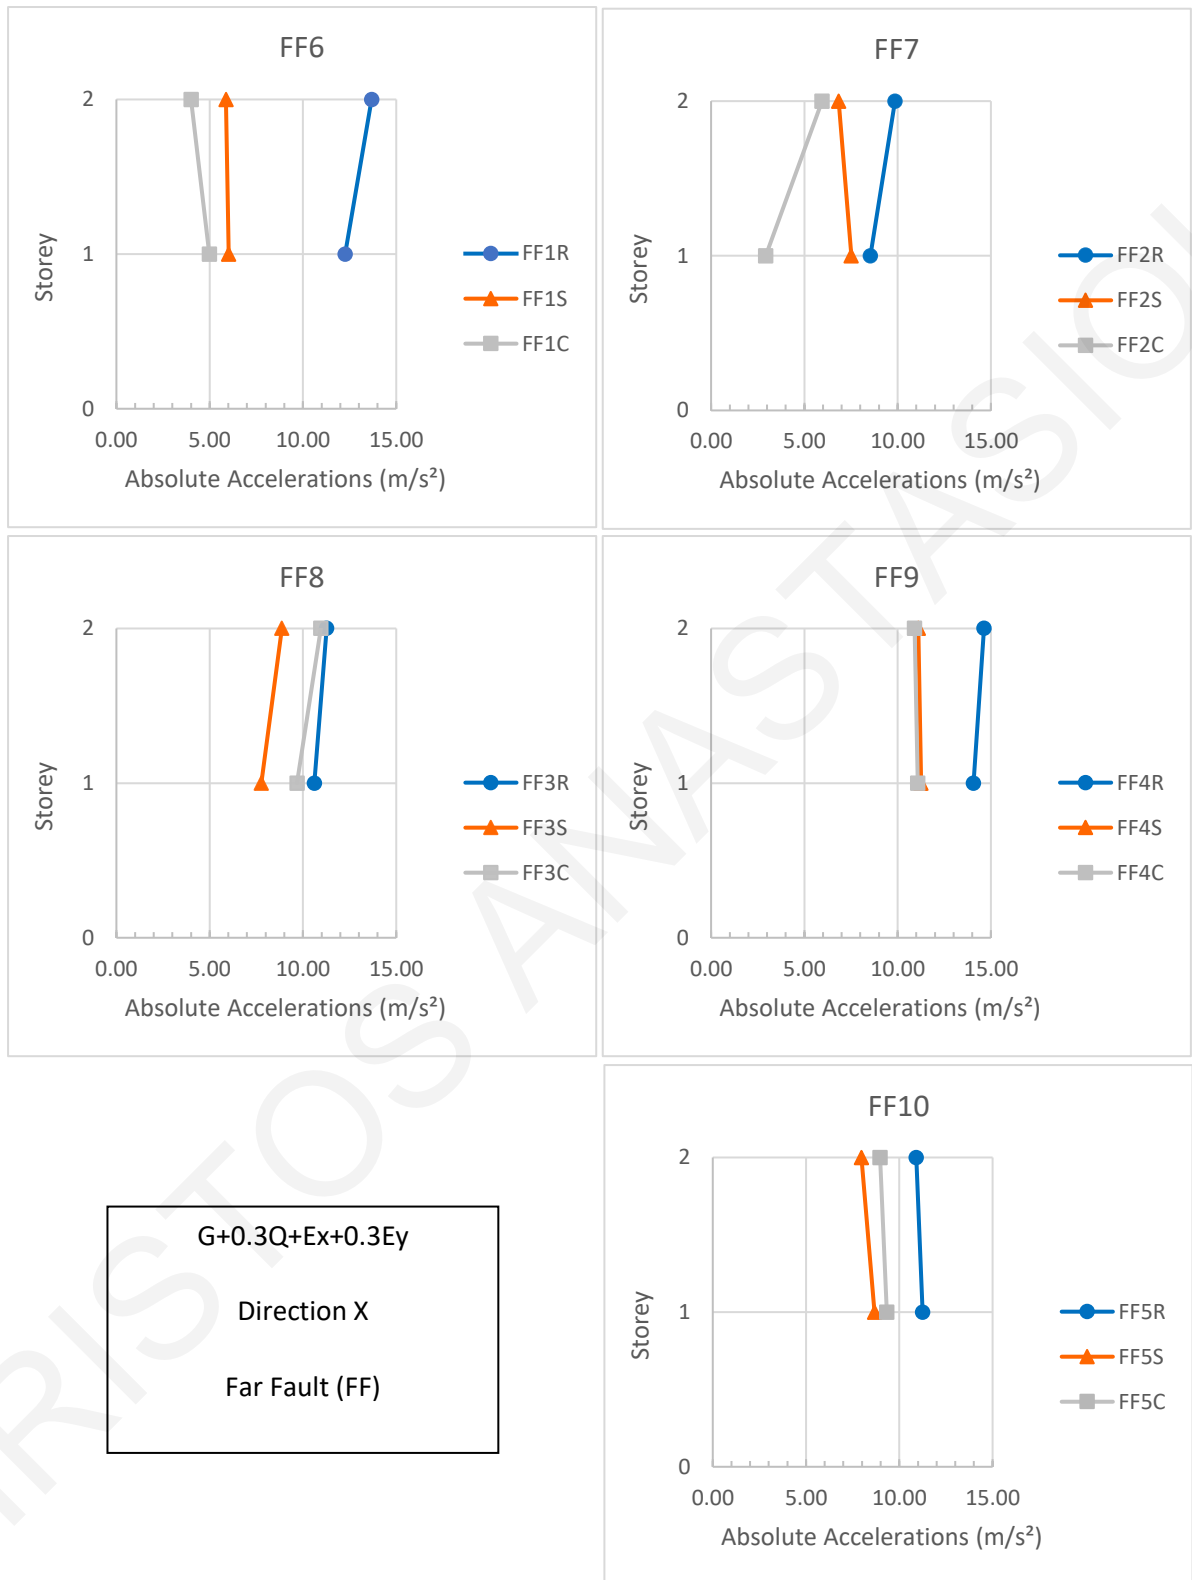 FF6
2
1
0
Storey
0.00 5.00 10.00 15.00
Absolute Accelerations (m/s²)
FF1R
FF1S
FF1C
FF7
2
1
0
Storey
0.00 5.00 10.00 15.00
Absolute Accelerations (m/s²)
FF2R
FF2S
FF2C
FF8
2
1
0
Storey
0.00 5.00 10.00 15.00
Absolute Accelerations (m/s²)
FF3R
FF3S
FF3C
FF9
2
1
0
Storey
0.00 5.00 10.00 15.00
Absolute Accelerations (m/s²)
FF4R
FF4S
FF4C
G+0.3Q+Ex+0.3Ey
Direction X
Far Fault (FF)
FF10
2
1
0
Storey
0.00 5.00 10.00 15.00
Absolute Accelerations (m/s²)
FF5R
FF5S
FF5C
RISTOS ANASTASIOU